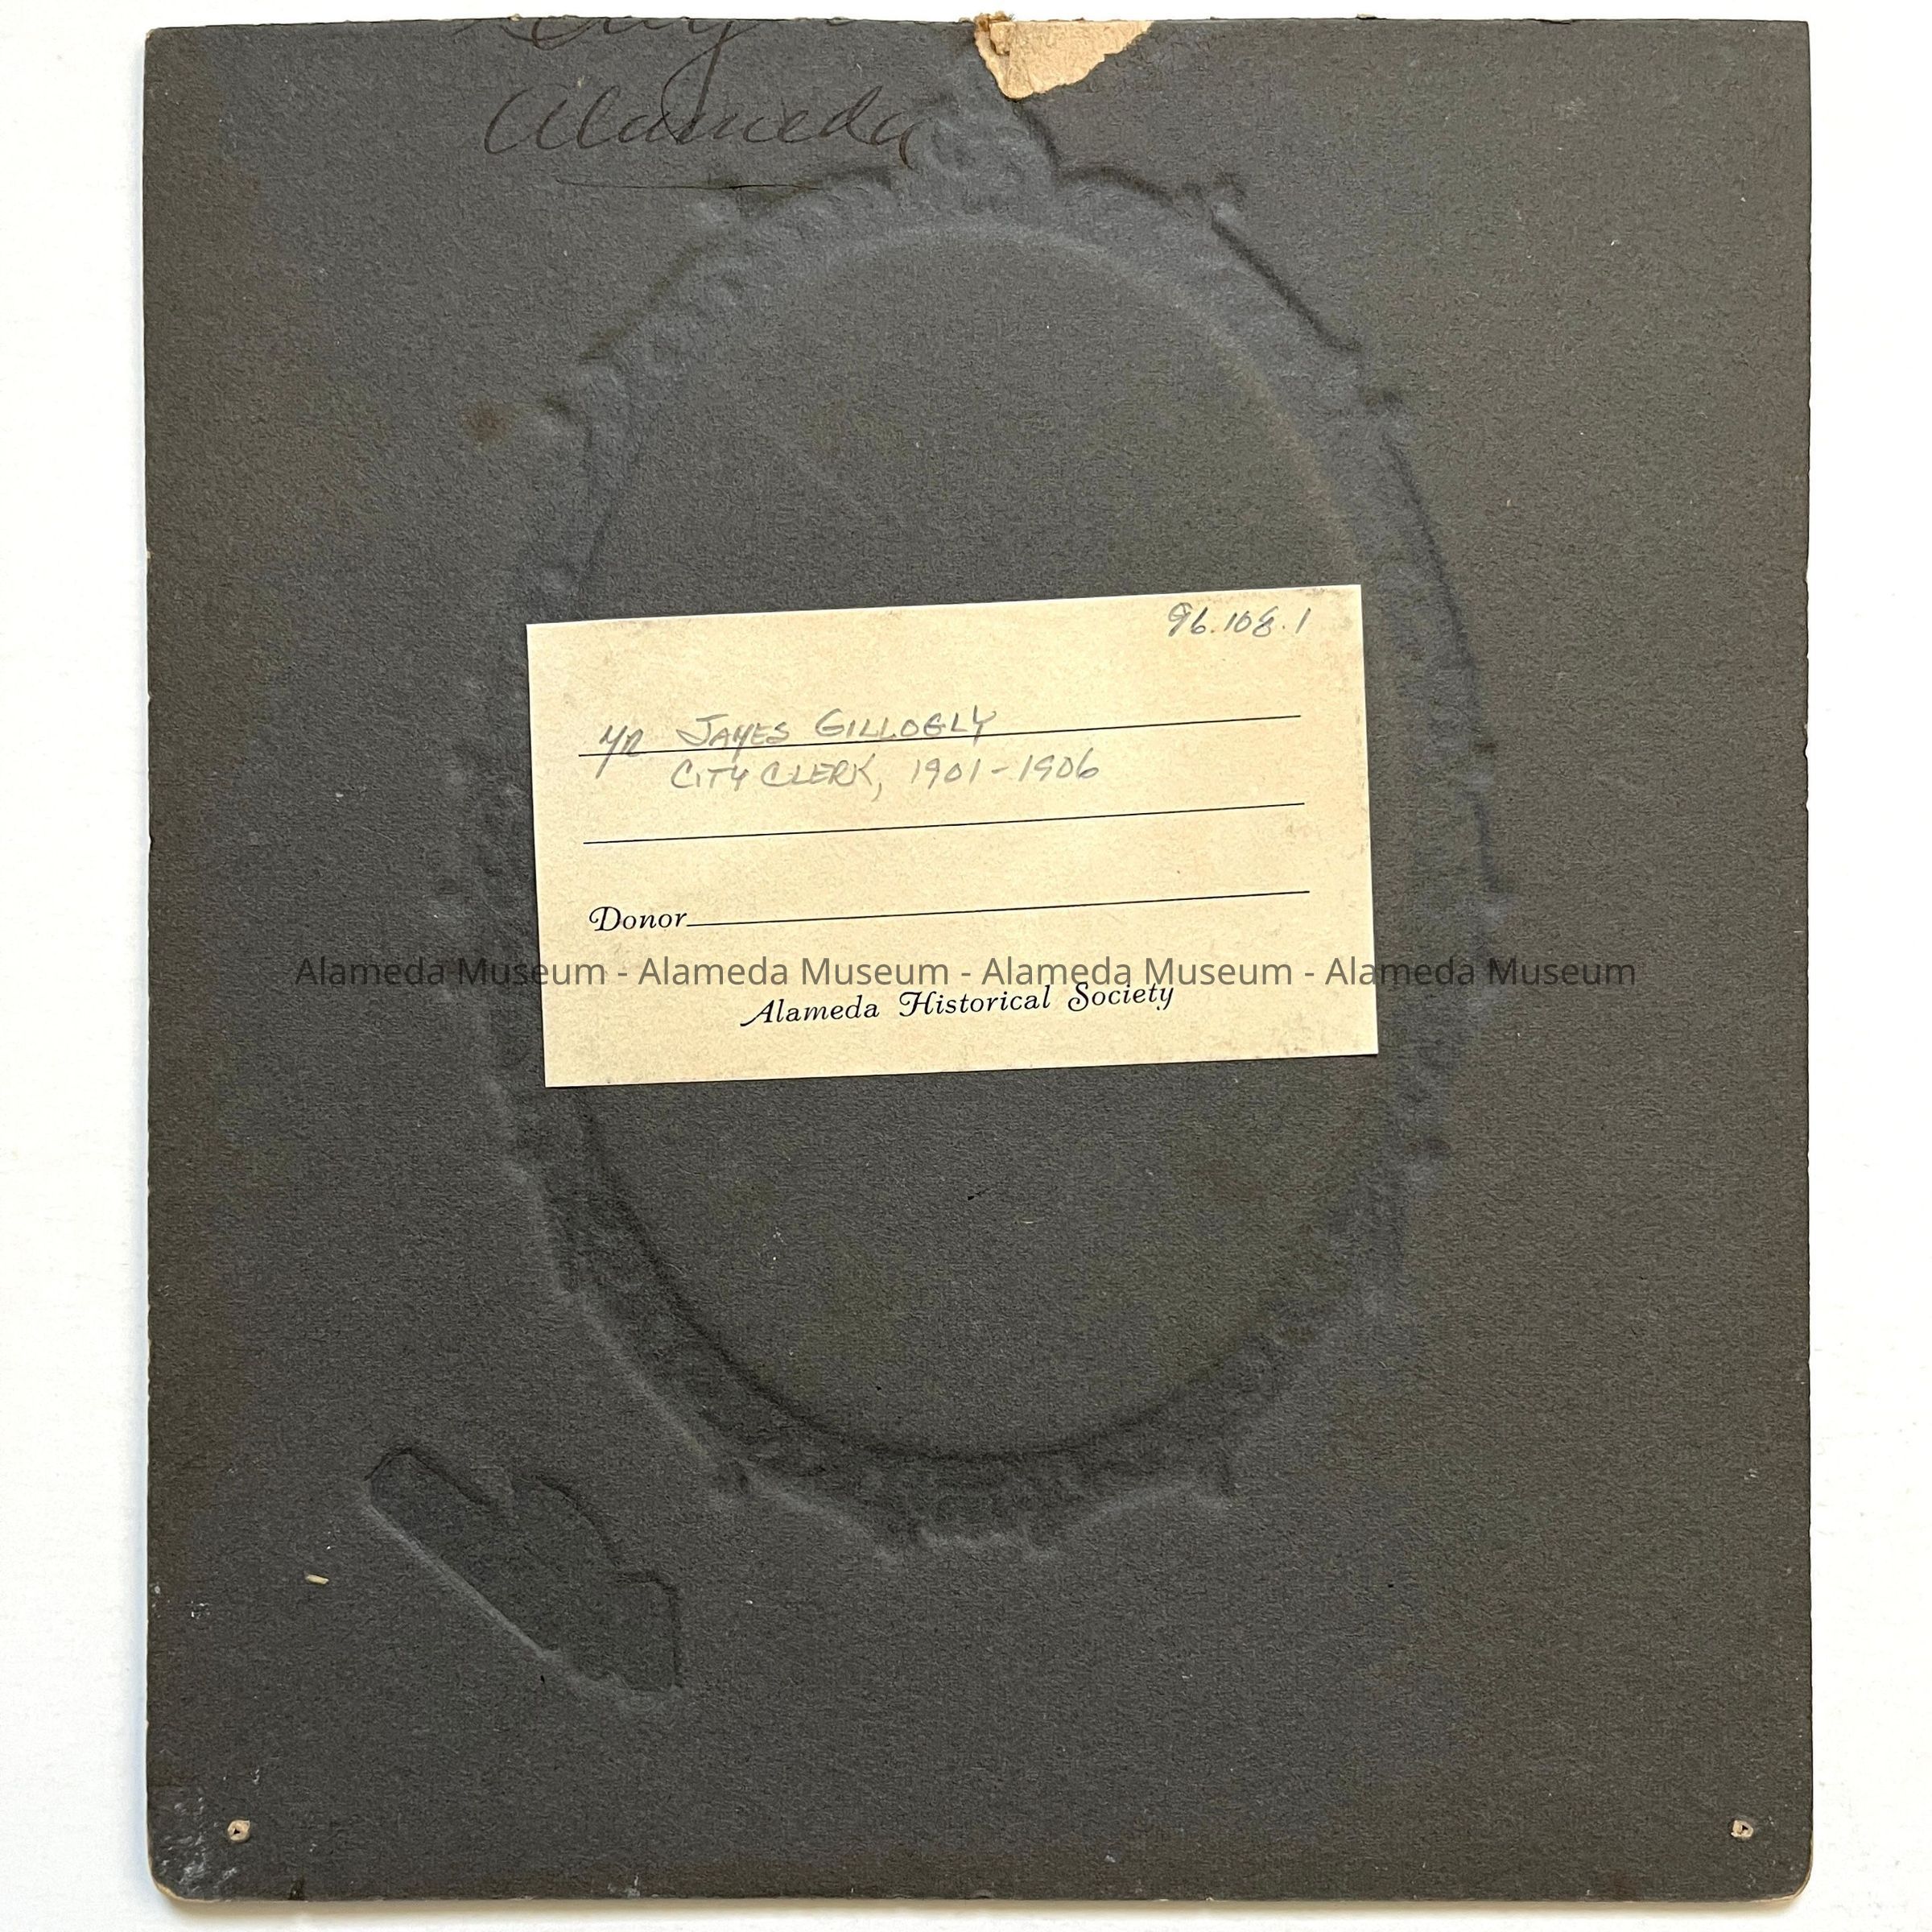 Alameda
96.108.1
Mr James Gillogly
City Clerk, 1901-1906
Donor
Alameda Museum - Alameda Museum - Alameda Museum - Alameda Museum
Alameda Historical Society